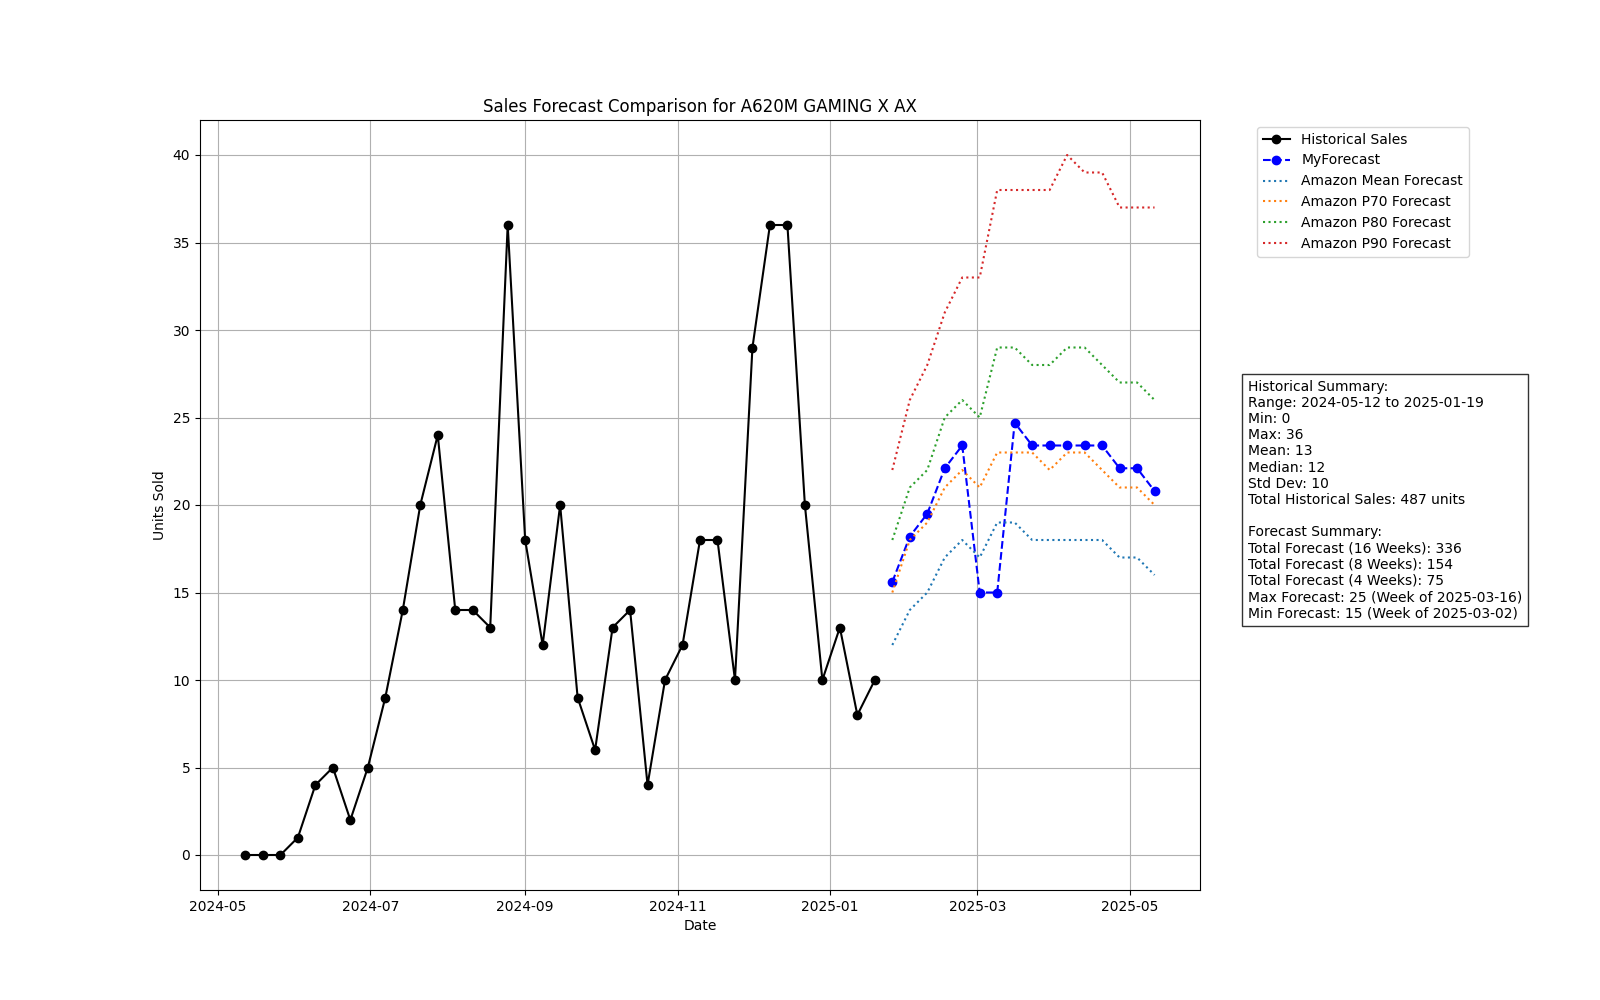 Sales Forecast Comparison for A620M GAMING X AX
Historical Sales
MyForecast
Amazon Mean Forecast
Amazon P70 Forecast
Amazon P80 Forecast
Amazon P90 Forecast
40
35
30
25
20
15
10
5
0
Units Sold
2024-05
2024-07
2024-09
2024-11
2025-01
2025-03
2025-05
Date
Historical Summary:
Range: 2024-05-12 to 2025-01-19
Min: 0
Max: 36
Mean: 13
Median: 12
Std Dev: 10
Total Historical Sales: 487 units
Forecast Summary:
Total Forecast (16 Weeks): 336
Total Forecast (8 Weeks): 154
Total Forecast (4 Weeks): 75
Max Forecast: 25 (Week of 2025-03-16)
Min Forecast: 15 (Week of 2025-03-02)